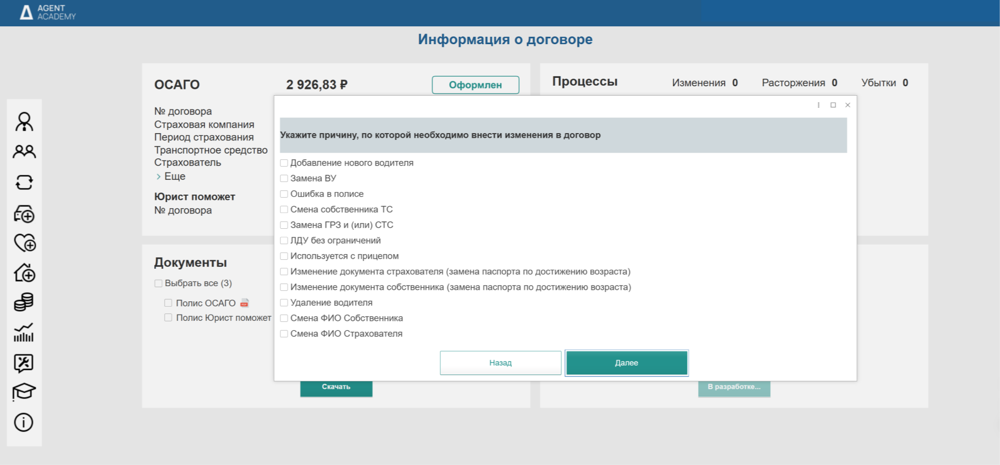 AGENT
ACADEMY
Информация о договоре
ОСАГО
2 926,83 ₽
Оформлен
№ договора
Страховая компания
Период страхования
Транспортное средство
Страхователь
Еще
Юрист поможет
№ договора
Процессы
Изменения 0
Расторжения 0
Убытки 0
Укажите причину, по которой необходимо внести изменения в договор
Добавление нового водителя
Замена ВУ
Ошибка в полисе
Смена собственника ТС
Замена ГРЗ и (или) СТС
ЛДУ без ограничений
Используется с прицепом
Изменение документа страхователя (замена паспорта по достижению возраста)
Изменение документа собственника (замена паспорта по достижению возраста)
Удаление водителя
Смена ФИО Собственника
Смена ФИО Страхователя
Назад
Далее
Документы
Выбрать все (3)
Полис ОСАГО
Полис Юрист поможет
Скачать
В разработке...